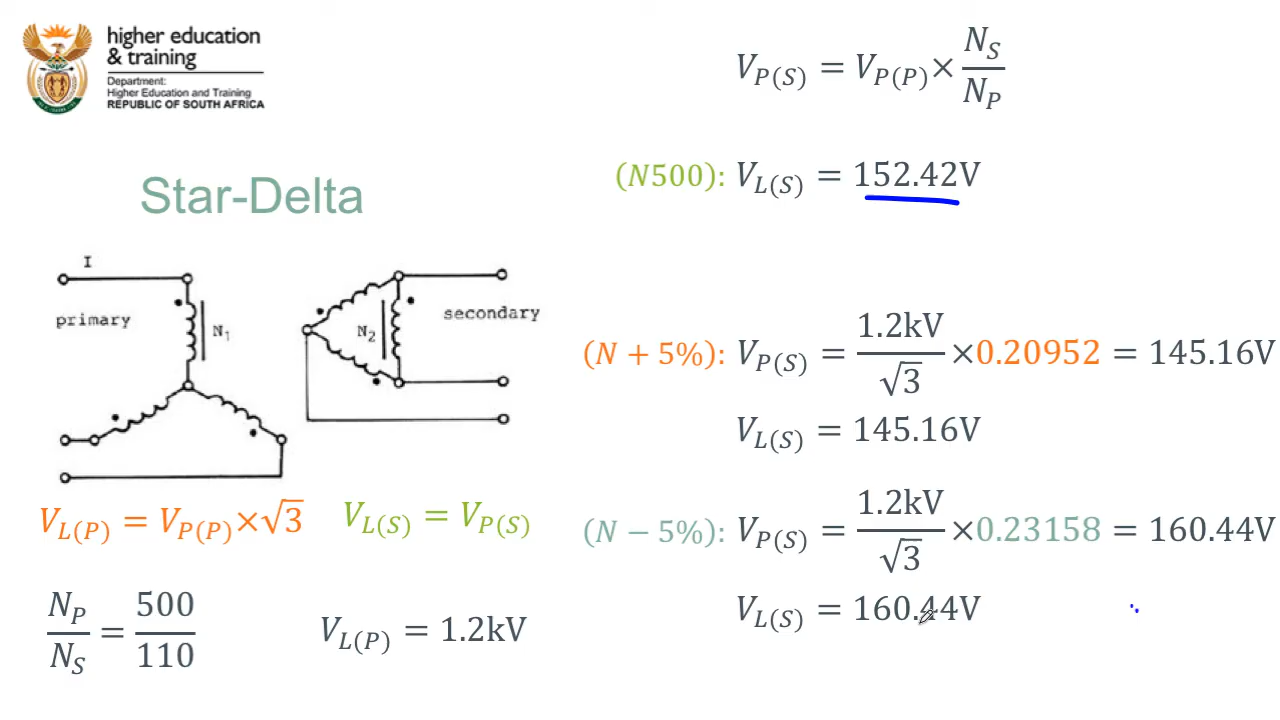 higher education
& training
Department:
Higher Education and Training
REPUBLIC OF SOUTH AFRICA
Star-Delta
I
primary
N₁
N₂
secondary
V_L(P) = V_P(P)×√3
V_L(S) = V_P(S)
N_P/N_S = 500/110
V_L(P) = 1.2kV
V_P(S) = V_P(P)×N_S/N_P
(N500): V_L(S) = 152.42V
(N + 5%): V_P(S) = 1.2kV/√3×0.20952 = 145.16V
V_L(S) = 145.16V
(N − 5%): V_P(S) = 1.2kV/√3×0.23158 = 160.44V
V_L(S) = 160.44V